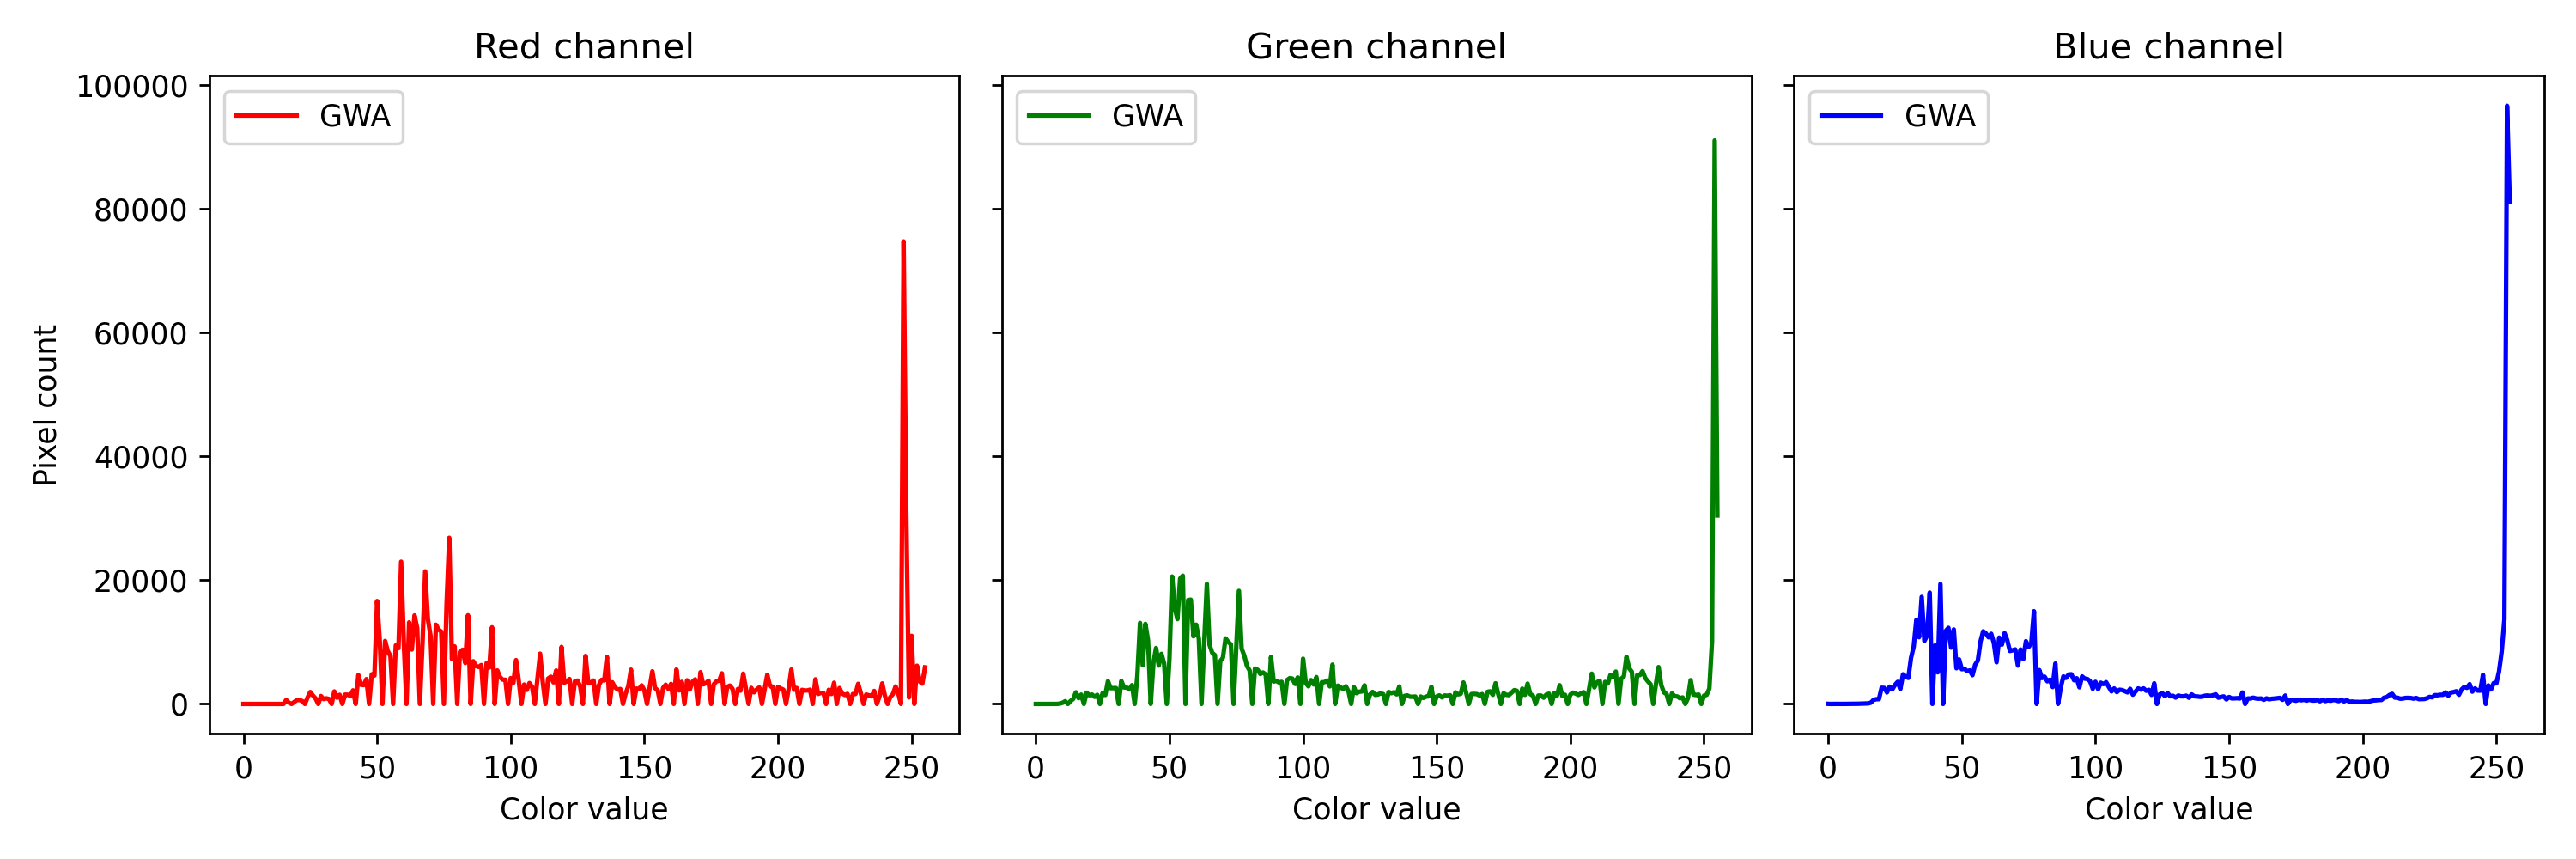 Red channel
Green channel
Blue channel
GWA
GWA
GWA
100000
80000
60000
40000
20000
0
Pixel count
0 50 100 150 200 250
0 50 100 150 200 250
0 50 100 150 200 250
Color value
Color value
Color value